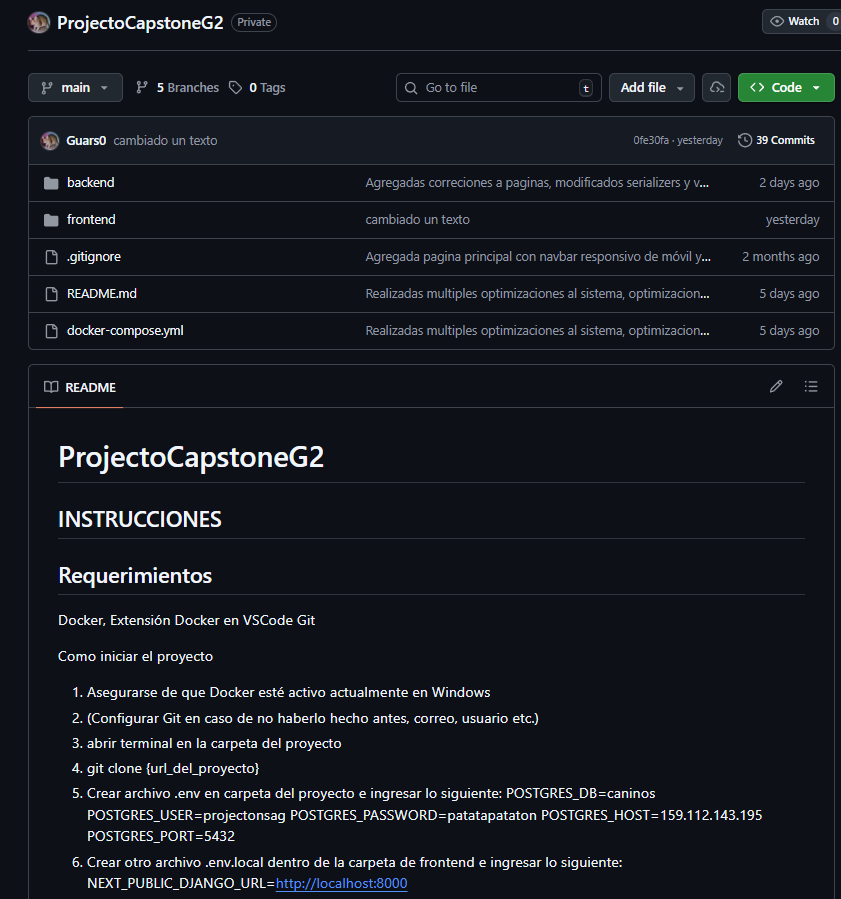 ProjectoCapstoneG2 Private Watch 0
main 5 Branches 0 Tags Go to file t Add file Code
Guars0 cambiado un texto 0fe30fa · yesterday 39 Commits
backend Agregadas correciones a paginas, modificados serializers y v... 2 days ago
frontend cambiado un texto yesterday
.gitignore Agregada pagina principal con navbar responsivo de móvil y... 2 months ago
README.md Realizadas multiples optimizaciones al sistema, optimizacion... 5 days ago
docker-compose.yml Realizadas multiples optimizaciones al sistema, optimizacion... 5 days ago
README
ProjectoCapstoneG2
INSTRUCCIONES
Requerimientos
Docker, Extensión Docker en VSCode Git
Como iniciar el proyecto
1. Asegurarse de que Docker esté activo actualmente en Windows
2. (Configurar Git en caso de no haberlo hecho antes, correo, usuario etc.)
3. abrir terminal en la carpeta del proyecto
4. git clone {url_del_proyecto}
5. Crear archivo .env en carpeta del proyecto e ingresar lo siguiente: POSTGRES_DB=caninos
POSTGRES_USER=projectonsag POSTGRES_PASSWORD=patatapataton POSTGRES_HOST=159.112.143.195
POSTGRES_PORT=5432
6. Crear otro archivo .env.local dentro de la carpeta de frontend e ingresar lo siguiente:
NEXT_PUBLIC_DJANGO_URL=http://localhost:8000